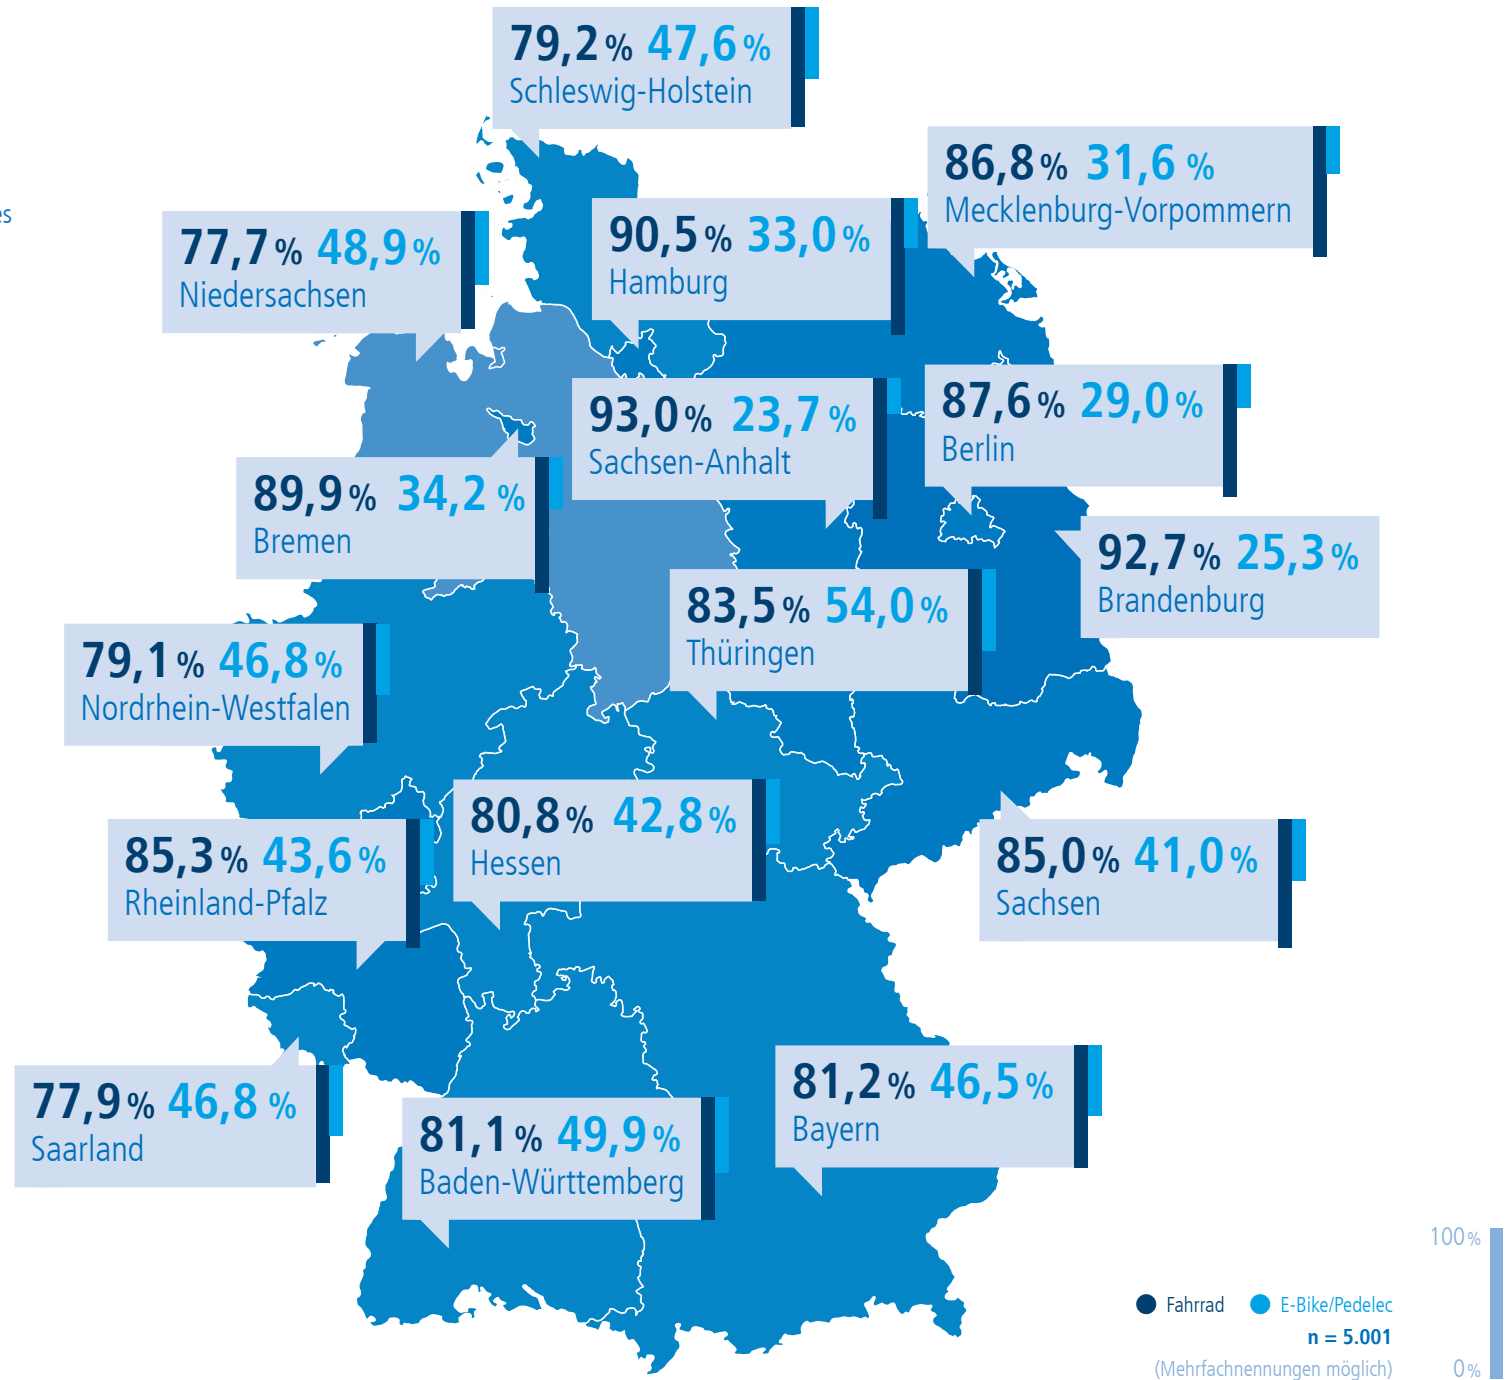 79,2 % 47,6 %
Schleswig-Holstein
86,8 % 31,6 %
Mecklenburg-Vorpommern
es
77,7 % 48,9 %
Niedersachsen
90,5 % 33,0 %
Hamburg
93,0 % 23,7 %
Sachsen-Anhalt
87,6 % 29,0 %
Berlin
89,9 % 34,2 %
Bremen
92,7 % 25,3 %
Brandenburg
83,5 % 54,0 %
Thüringen
79,1 % 46,8 %
Nordrhein-Westfalen
80,8 % 42,8 %
Hessen
85,3 % 43,6 %
Rheinland-Pfalz
85,0 % 41,0 %
Sachsen
77,9 % 46,8 %
Saarland
81,1 % 49,9 %
Baden-Württemberg
81,2 % 46,5 %
Bayern
100 %
Fahrrad E-Bike/Pedelec
n = 5.001
(Mehrfachnennungen möglich)
0 %